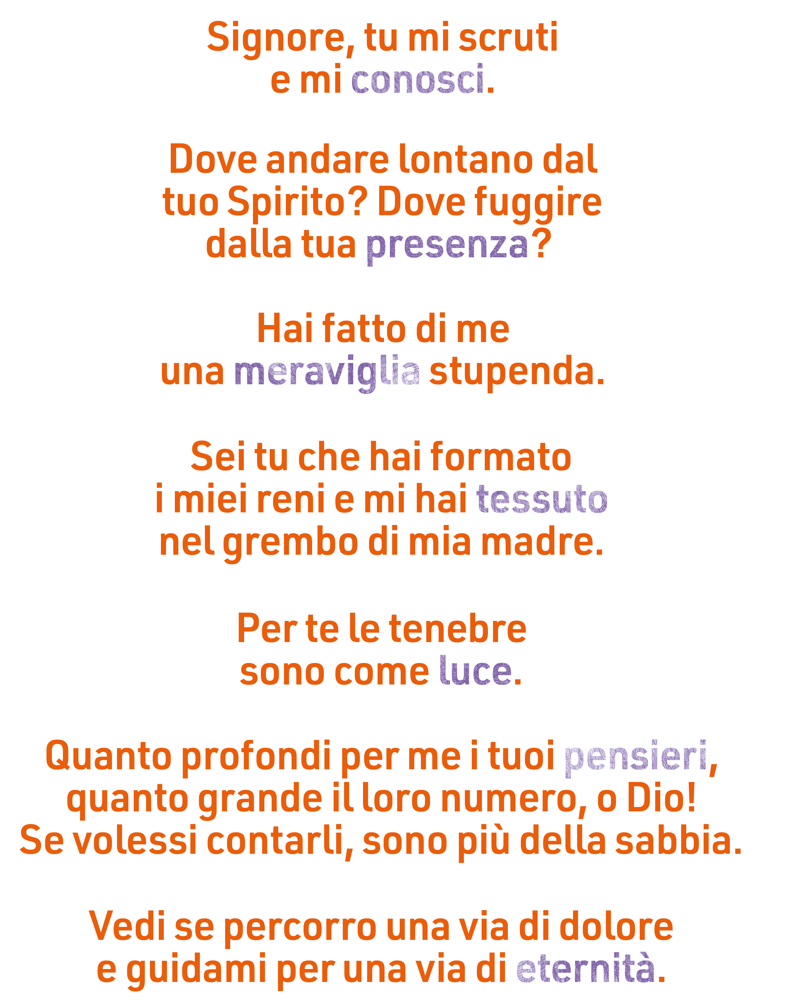 Signore, tu mi scruti
e mi conosci.
Dove andare lontano dal
tuo Spirito? Dove fuggire
dalla tua presenza?
Hai fatto di me
una meraviglia stupenda.
Sei tu che hai formato
i miei reni e mi hai tessuto
nel grembo di mia madre.
Per te le tenebre
sono come luce.
Quanto profondi per me i tuoi pensieri,
quanto grande il loro numero, o Dio!
Se volessi contarli, sono più della sabbia.
Vedi se percorro una via di dolore
e guidami per una via di eternità.